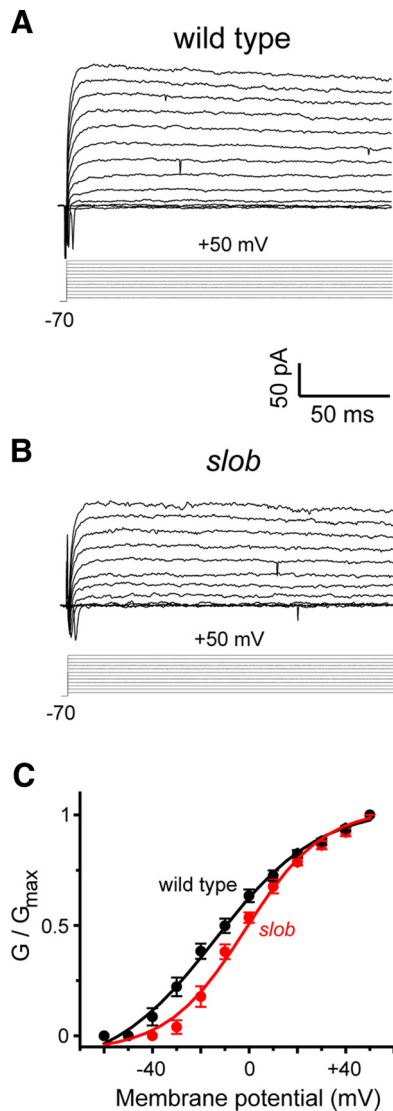 A
wild type
+50 mV
-70
50 pA
50 ms
B
slob
+50 mV
-70
C
1
0.5
0
G / Gmax
wild type
slob
-40
0
+40
Membrane potential (mV)